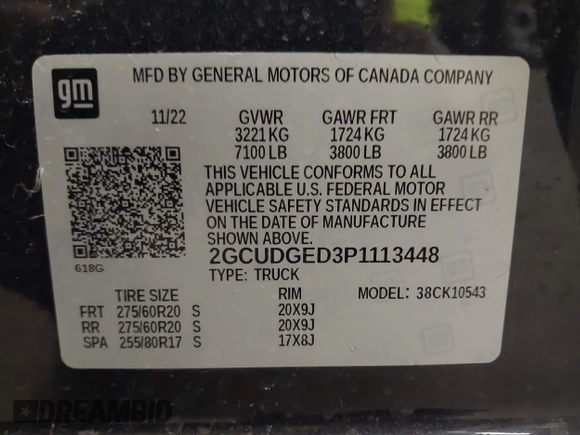 gm
MFD BY GENERAL MOTORS OF CANADA COMPANY
11/22 GVWR GAWR FRT GAWR RR
3221 KG 1724 KG 1724 KG
7100 LB 3800 LB 3800 LB
THIS VEHICLE CONFORMS TO ALL
APPLICABLE U.S. FEDERAL MOTOR
VEHICLE SAFETY STANDARDS IN EFFECT
ON THE DATE OF MANUFACTURE
SHOWN ABOVE.
618G
2GCUDGED3P1113448
TYPE: TRUCK
TIRE SIZE RIM MODEL: 38CK10543
FRT 275/60R20 S 20X9J
RR 275/60R20 S 20X9J
SPA 255/80R17 S 17X8J
DREAMBID